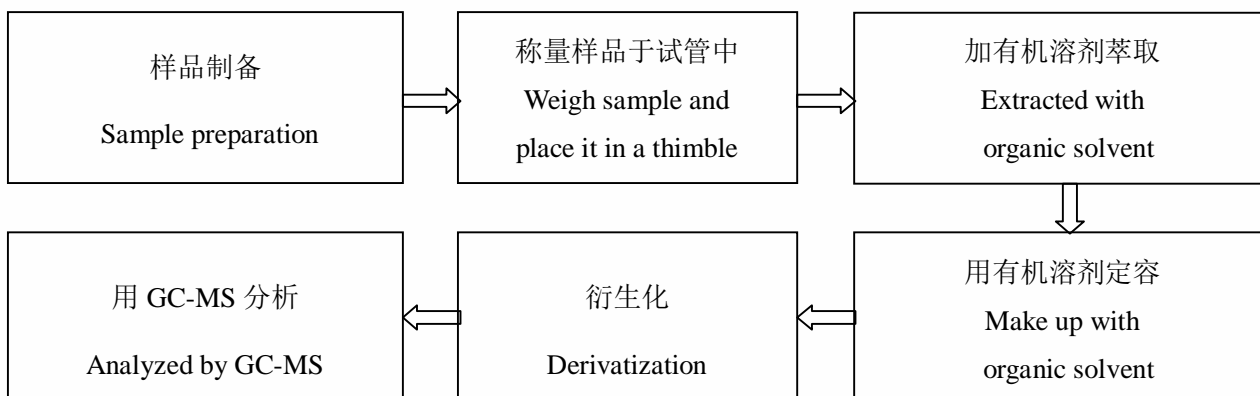 样品制备
Sample preparation
称量样品于试管中
Weigh sample and
place it in a thimble
加有机溶剂萃取
Extracted with
organic solvent
用有机溶剂定容
Make up with
organic solvent
衍生化
Derivatization
用 GC-MS 分析
Analyzed by GC-MS